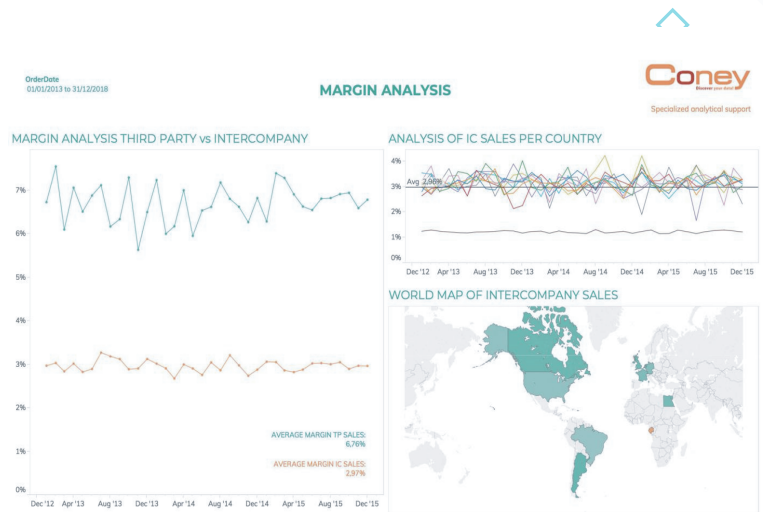 OrderDate
01/01/2013 to 31/12/2018
MARGIN ANALYSIS
Coney
Discover your data!
Specialized analytical support
MARGIN ANALYSIS THIRD PARTY vs INTERCOMPANY
7%
6%
5%
4%
3%
2%
1%
0%
AVERAGE MARGIN TP SALES:
6,76%
AVERAGE MARGIN IC SALES:
2,97%
Dec '12 Apr '13 Aug '13 Dec '13 Apr '14 Aug '14 Dec '14 Apr '15 Aug '15 Dec '15
ANALYSIS OF IC SALES PER COUNTRY
4%
Avg 2,96%
3%
2%
1%
0%
Dec '12 Apr '13 Aug '13 Dec '13 Apr '14 Aug '14 Dec '14 Apr '15 Aug '15 Dec '15
WORLD MAP OF INTERCOMPANY SALES